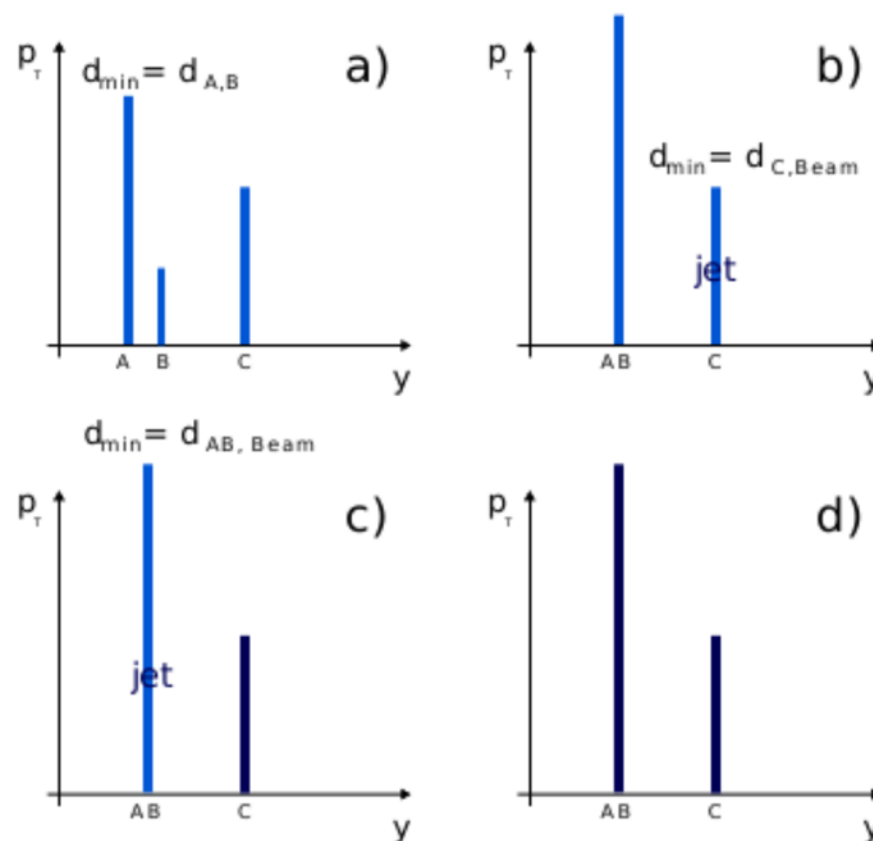 p_T
d_min = d_A,B
a)
A B C
y
p_T
b)
d_min = d_C,Beam
jet
AB C
y
d_min = d_AB, Beam
p_T
c)
jet
AB C
y
p_T
d)
AB C
y